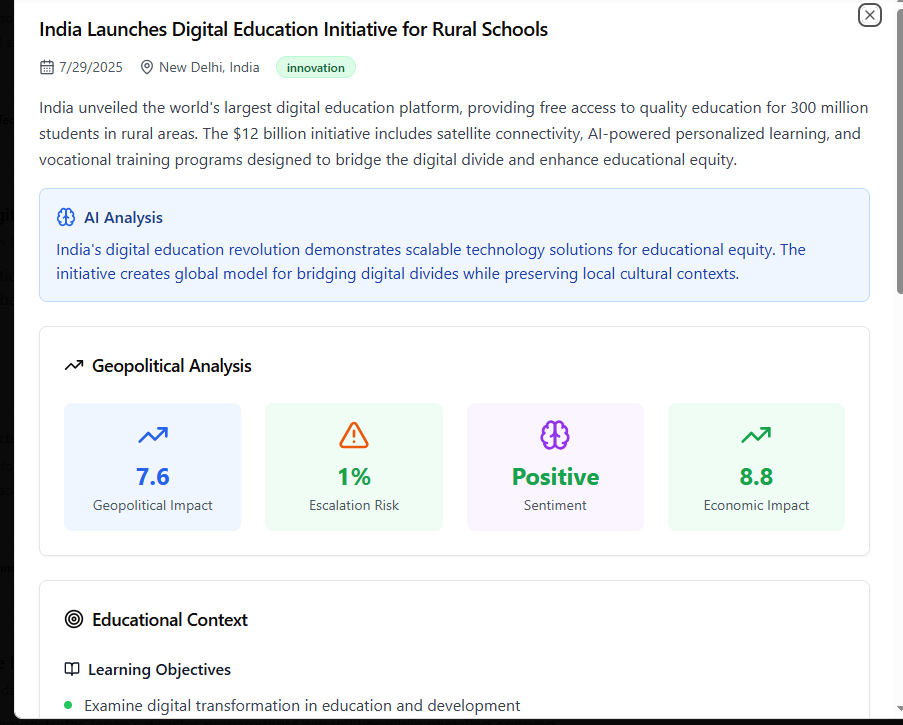 India Launches Digital Education Initiative for Rural Schools
7/29/2025 New Delhi, India innovation
India unveiled the world's largest digital education platform, providing free access to quality education for 300 million
students in rural areas. The $12 billion initiative includes satellite connectivity, AI-powered personalized learning, and
vocational training programs designed to bridge the digital divide and enhance educational equity.
AI Analysis
India's digital education revolution demonstrates scalable technology solutions for educational equity. The
initiative creates global model for bridging digital divides while preserving local cultural contexts.
Geopolitical Analysis
7.6 1% Positive 8.8
Geopolitical Impact Escalation Risk Sentiment Economic Impact
Educational Context
Learning Objectives
Examine digital transformation in education and development